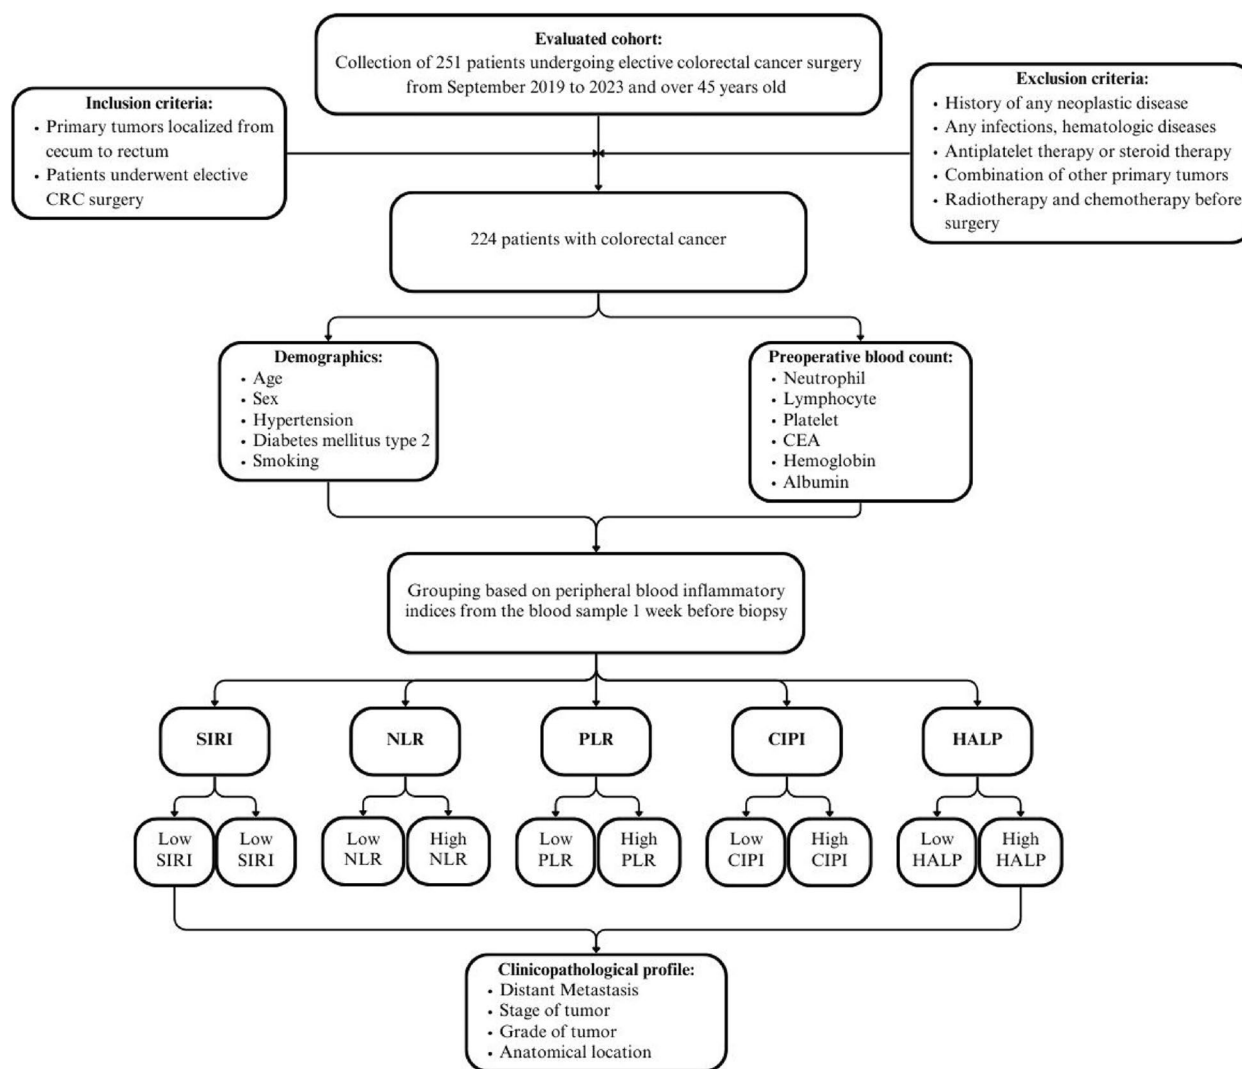 Evaluated cohort:
Collection of 251 patients undergoing elective colorectal cancer surgery
from September 2019 to 2023 and over 45 years old
Inclusion criteria:
• Primary tumors localized from
cecum to rectum
• Patients underwent elective
CRC surgery
Exclusion criteria:
• History of any neoplastic disease
• Any infections, hematologic diseases
• Antiplatelet therapy or steroid therapy
• Combination of other primary tumors
• Radiotherapy and chemotherapy before
surgery
224 patients with colorectal cancer
Demographics:
• Age
• Sex
• Hypertension
• Diabetes mellitus type 2
• Smoking
Preoperative blood count:
• Neutrophil
• Lymphocyte
• Platelet
• CEA
• Hemoglobin
• Albumin
Grouping based on peripheral blood inflammatory
indices from the blood sample 1 week before biopsy
SIRI
NLR
PLR
CIPI
HALP
Low
SIRI
Low
SIRI
Low
NLR
High
NLR
Low
PLR
High
PLR
Low
CIPI
High
CIPI
Low
HALP
High
HALP
Clinicopathological profile:
• Distant Metastasis
• Stage of tumor
• Grade of tumor
• Anatomical location